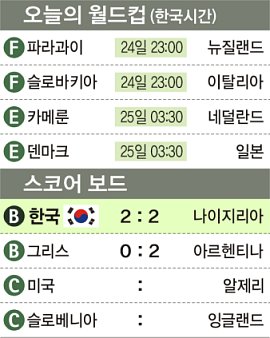 오늘의 월드컵 (한국시간)
F 파라과이 24일 23:00 뉴질랜드
F 슬로바키아 24일 23:00 이탈리아
E 카메룬 25일 03:30 네덜란드
E 덴마크 25일 03:30 일본
스코어 보드
B 한국 2 : 2 나이지리아
B 그리스 0 : 2 아르헨티나
C 미국 : 알제리
C 슬로베니아 : 잉글랜드